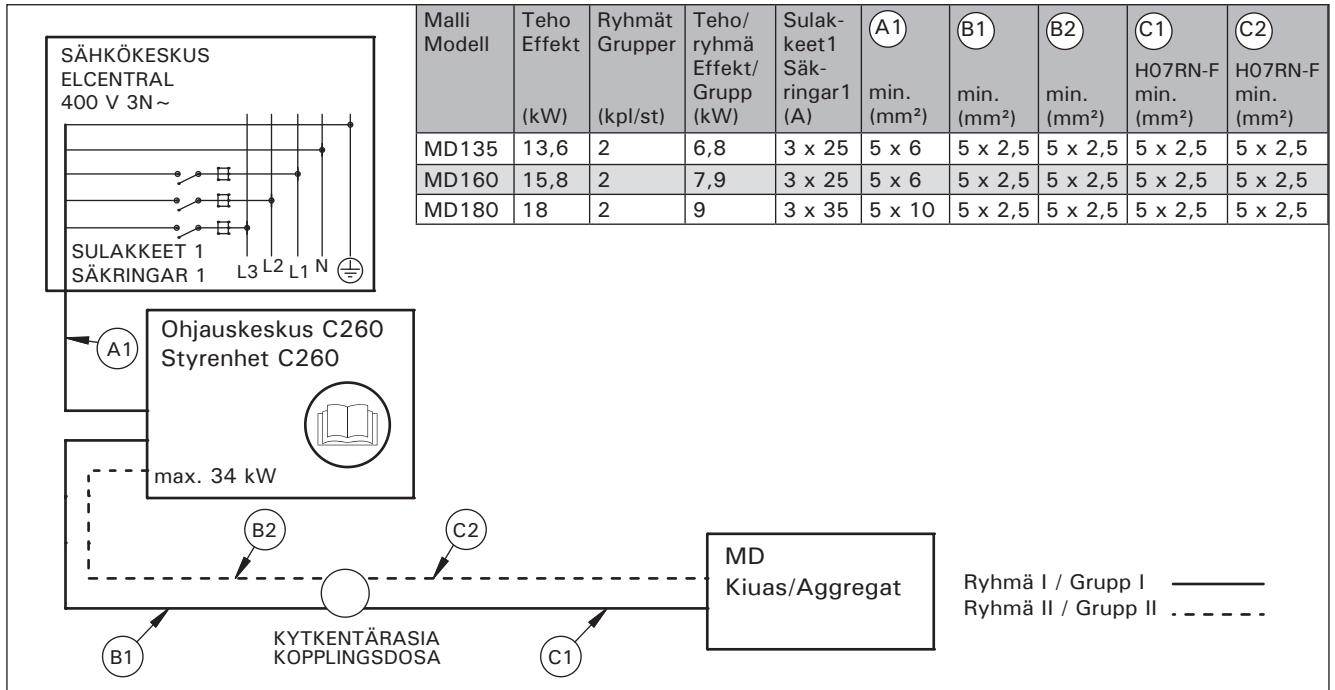 SÄHKÖKESKUS
ELCENTRAL
400 V 3N~
SULAKKEET 1
SÄKRINGAR 1
L3 L2 L1 N
Malli Modell | Teho Effekt (kW) | Ryhmät Grupper (kpl/st) | Teho/ ryhmä Effekt/ Grupp (kW) | Sulak- keet1 Säk- ringar1 (A) | A1 min. (mm²) | B1 min. (mm²) | B2 min. (mm²) | C1 H07RN-F min. (mm²) | C2 H07RN-F min. (mm²)
MD135 | 13,6 | 2 | 6,8 | 3 x 25 | 5 x 6 | 5 x 2,5 | 5 x 2,5 | 5 x 2,5 | 5 x 2,5
MD160 | 15,8 | 2 | 7,9 | 3 x 25 | 5 x 6 | 5 x 2,5 | 5 x 2,5 | 5 x 2,5 | 5 x 2,5
MD180 | 18 | 2 | 9 | 3 x 35 | 5 x 10 | 5 x 2,5 | 5 x 2,5 | 5 x 2,5 | 5 x 2,5
A1
Ohjauskeskus C260
Styrenhet C260
max. 34 kW
B2
C2
MD
Kiuas/Aggregat
Ryhmä I / Grupp I
Ryhmä II / Grupp II
B1
KYTKENTÄRASIA
KOPPLINGSDOSA
C1